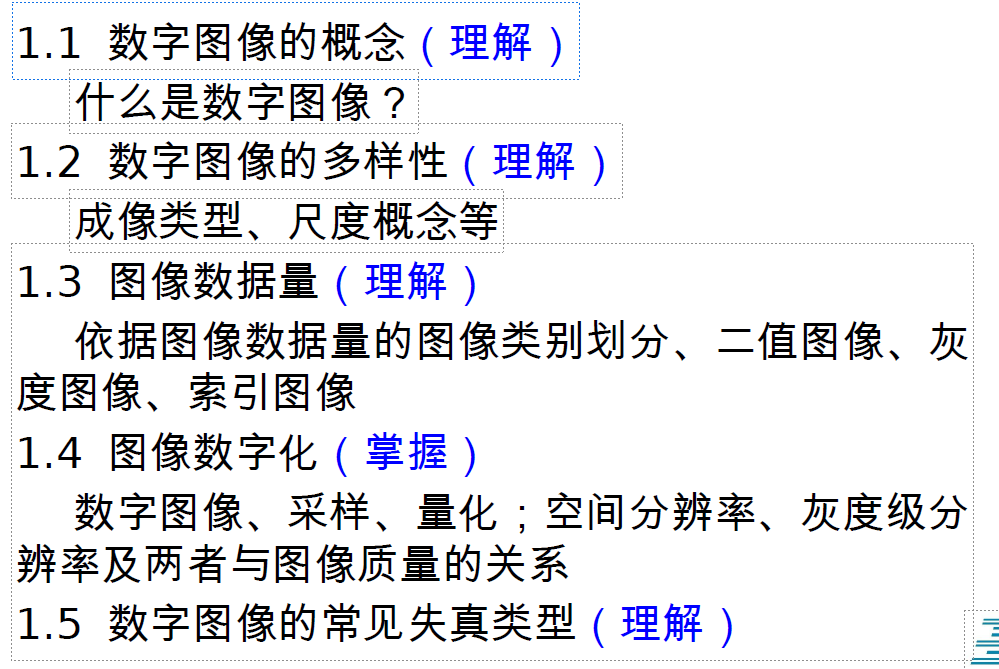 1.1 数字图像的概念（理解）
什么是数字图像？
1.2 数字图像的多样性（理解）
成像类型、尺度概念等
1.3 图像数据量（理解）
依据图像数据量的图像类别划分、二值图像、灰
度图像、索引图像
1.4 图像数字化（掌握）
数字图像、采样、量化；空间分辨率、灰度级分
辨率及两者与图像质量的关系
1.5 数字图像的常见失真类型（理解）